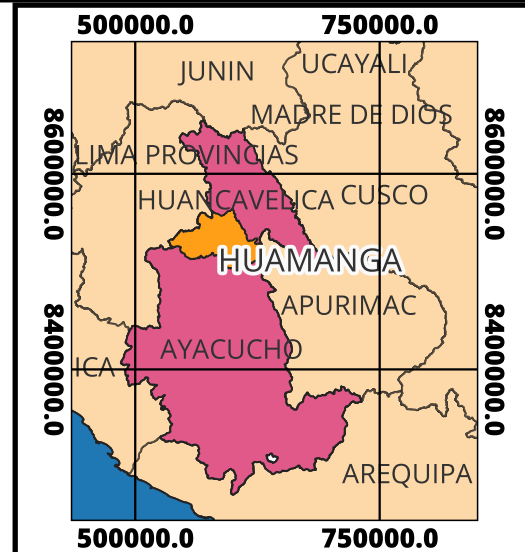 500000.0 750000.0
JUNIN UCAYALI
MADRE DE DIOS
8600000.0 8600000.0
LIMA PROVINCIAS
HUANCAVELICA CUSCO
HUAMANGA
APURIMAC
8400000.0 8400000.0
AYACUCHO
ICA
AREQUIPA
500000.0 750000.0